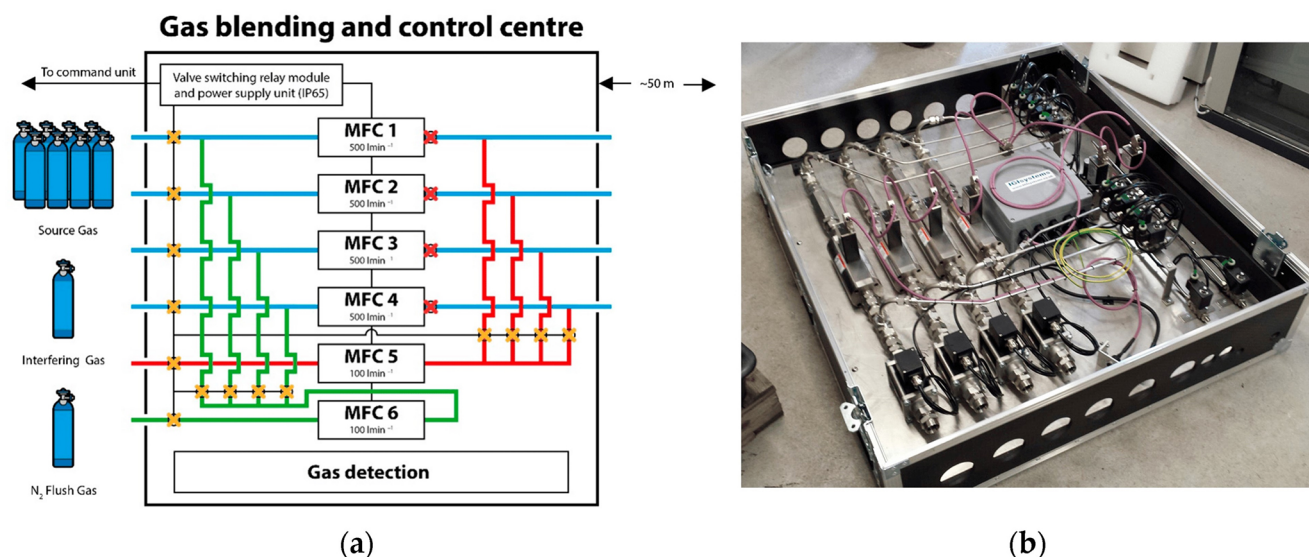 Gas blending and control centre
To command unit
Valve switching relay module
and power supply unit (IP65)
~50 m
MFC 1
500 lmin⁻¹
MFC 2
500 lmin⁻¹
Source Gas
MFC 3
500 lmin⁻¹
MFC 4
500 lmin⁻¹
Interfering Gas
MFC 5
100 lmin⁻¹
MFC 6
100 lmin⁻¹
Gas detection
N₂ Flush Gas
(a)
(b)